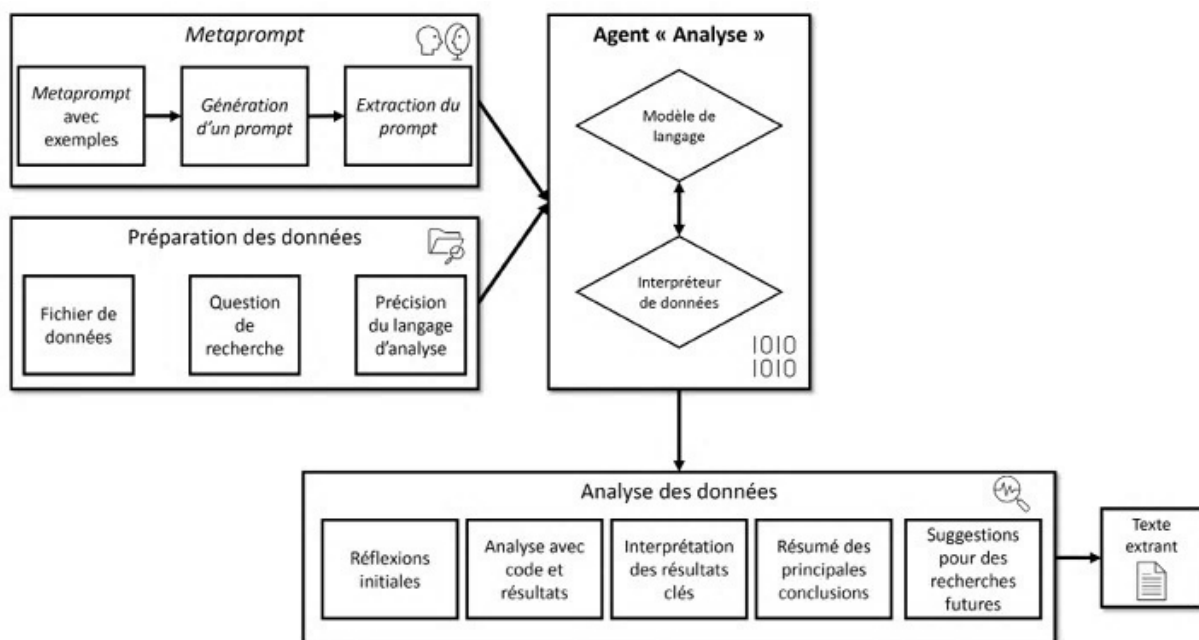 Metaprompt
Metaprompt
avec
exemples
Génération
d'un prompt
Extraction du
prompt
Préparation des données
Fichier de
données
Question
de
recherche
Précision
du langage
d'analyse
Agent « Analyse »
Modèle de
langage
Interpréteur
de données
1010
1010
Analyse des données
Réflexions
initiales
Analyse avec
code et
résultats
Interprétation
des résultats
clés
Résumé des
principales
conclusions
Suggestions
pour des
recherches
futures
Texte
extrant